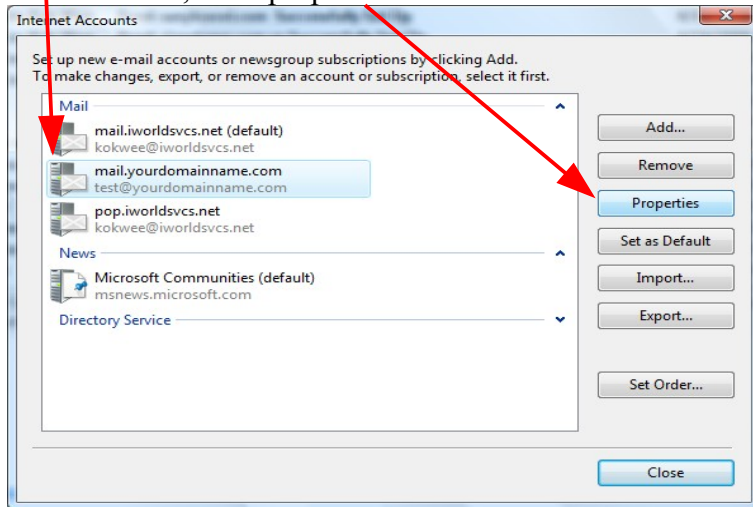 Internet Accounts
Set up new e-mail accounts or newsgroup subscriptions by clicking Add.
To make changes, export, or remove an account or subscription, select it first.
Mail
mail.iworldsvcs.net (default)
kokwee@iworldsvcs.net
mail.yourdomainname.com
test@yourdomainname.com
pop.iworldsvcs.net
kokwee@iworldsvcs.net
News
Microsoft Communities (default)
msnews.microsoft.com
Directory Service
Add...
Remove
Properties
Set as Default
Import...
Export...
Set Order...
Close